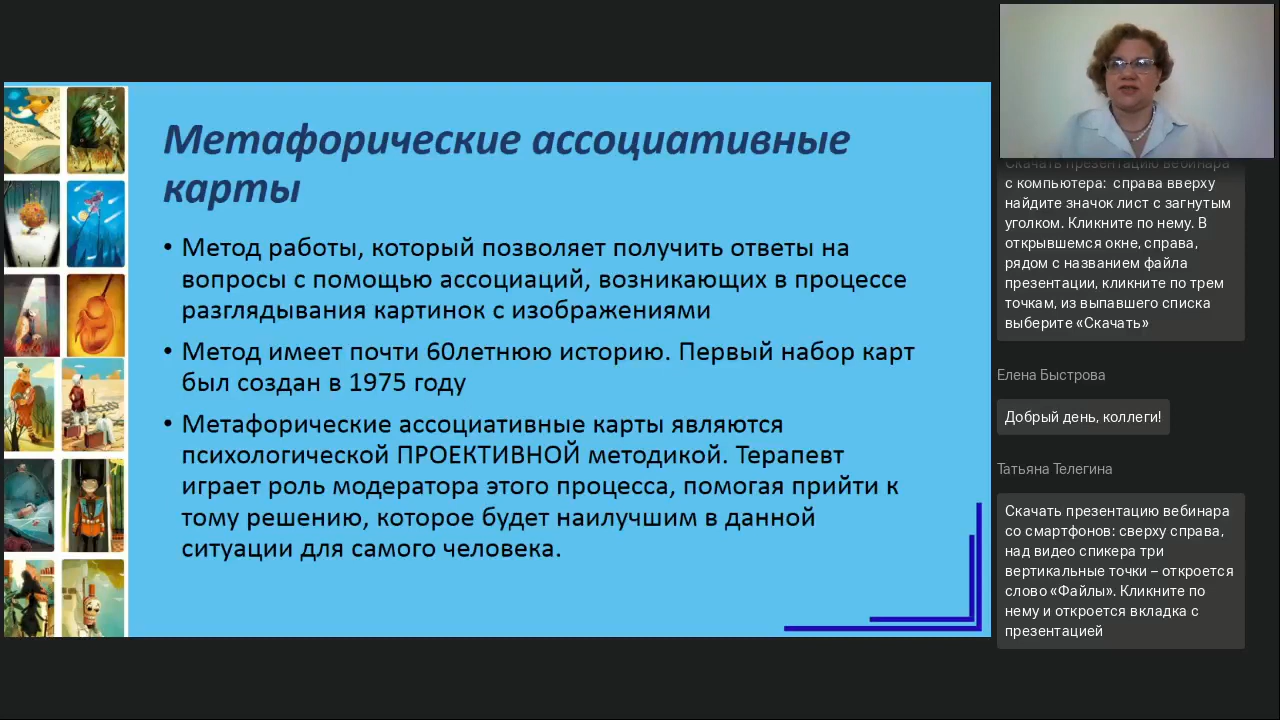 Метафорические ассоциативные
карты
• Метод работы, который позволяет получить ответы на
вопросы с помощью ассоциаций, возникающих в процессе
разглядывания картинок с изображениями
• Метод имеет почти 60летнюю историю. Первый набор карт
был создан в 1975 году
• Метафорические ассоциативные карты являются
психологической ПРОЕКТИВНОЙ методикой. Терапевт
играет роль модератора этого процесса, помогая прийти к
тому решению, которое будет наилучшим в данной
ситуации для самого человека.
Скачать презентацию вебинара
с компьютера: справа вверху
найдите значок лист с загнутым
уголком. Кликните по нему. В
открывшемся окне, справа,
рядом с названием файла
презентации, кликните по трем
точкам, из выпавшего списка
выберите «Скачать»
Елена Быстрова
Добрый день, коллеги!
Татьяна Телегина
Скачать презентацию вебинара
со смартфонов: сверху справа,
над видео спикера три
вертикальные точки – откроется
слово «Файлы». Кликните по
нему и откроется вкладка с
презентацией